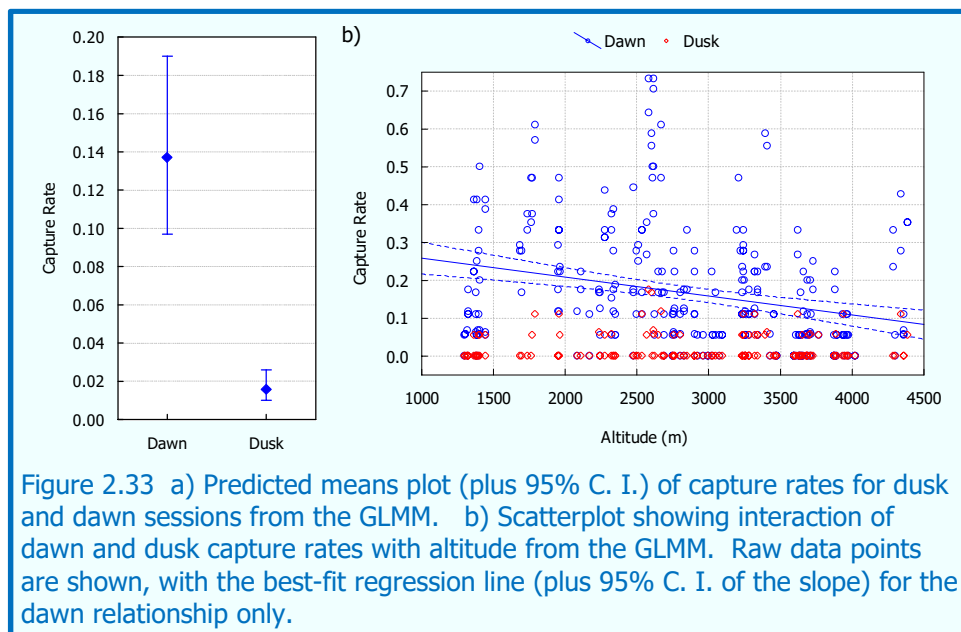 0.20
0.18
0.16
0.14
0.12
0.10
0.08
0.06
0.04
0.02
0.00
Capture Rate
Dawn Dusk
b)
Dawn Dusk
0.7
0.6
0.5
0.4
0.3
0.2
0.1
0.0
Capture Rate
1000 1500 2000 2500 3000 3500 4000 4500
Altitude (m)
Figure 2.33 a) Predicted means plot (plus 95% C. I.) of capture rates for dusk
and dawn sessions from the GLMM. b) Scatterplot showing interaction of
dawn and dusk capture rates with altitude from the GLMM. Raw data points
are shown, with the best-fit regression line (plus 95% C. I. of the slope) for the
dawn relationship only.